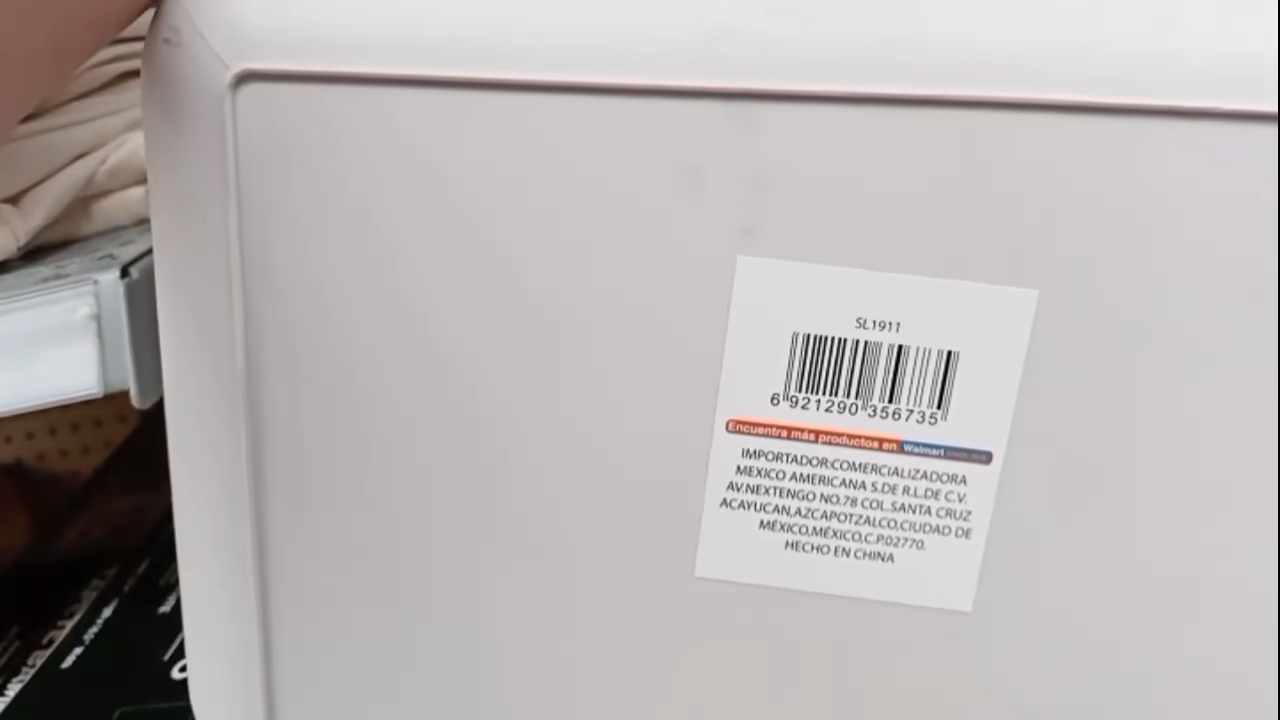 SL1911
6 921290 356735
Encuentra más productos en Walmart
IMPORTADOR:COMERCIALIZADORA
MEXICO AMERICANA S.DE R.L.DE C.V.
AV.NEXTENGO NO.78 COL.SANTA CRUZ
ACAYUCAN,AZCAPOTZALCO,CIUDAD DE
MÉXICO,MÉXICO,C.P.02770.
HECHO EN CHINA